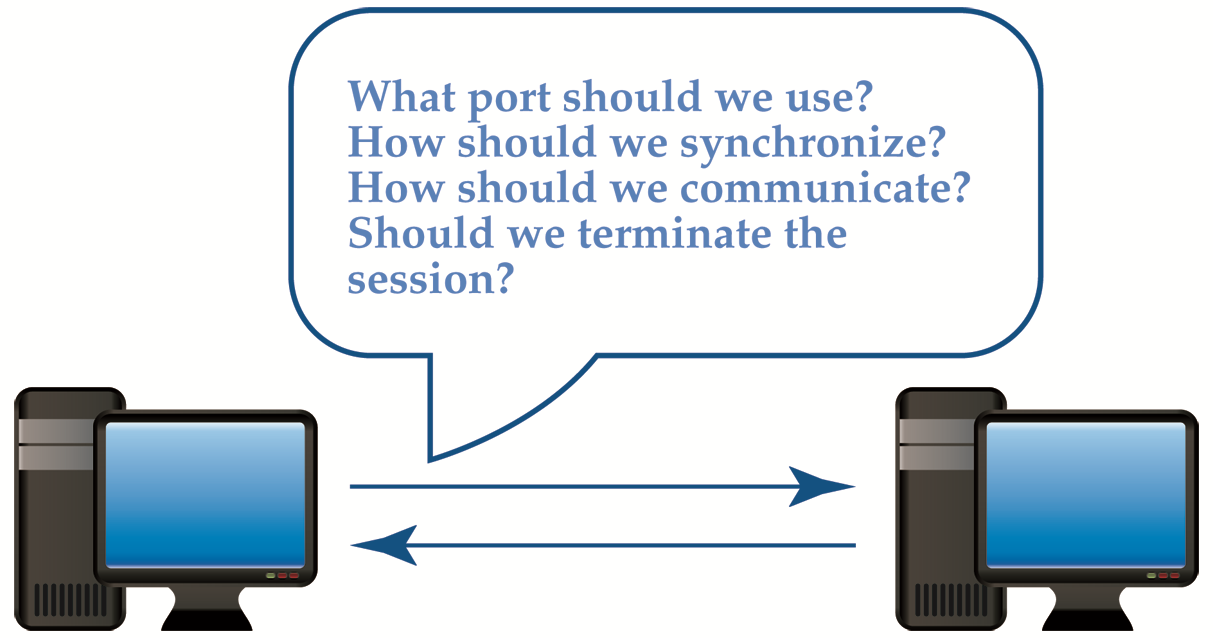 What port should we use?
How should we synchronize?
How should we communicate?
Should we terminate the
session?